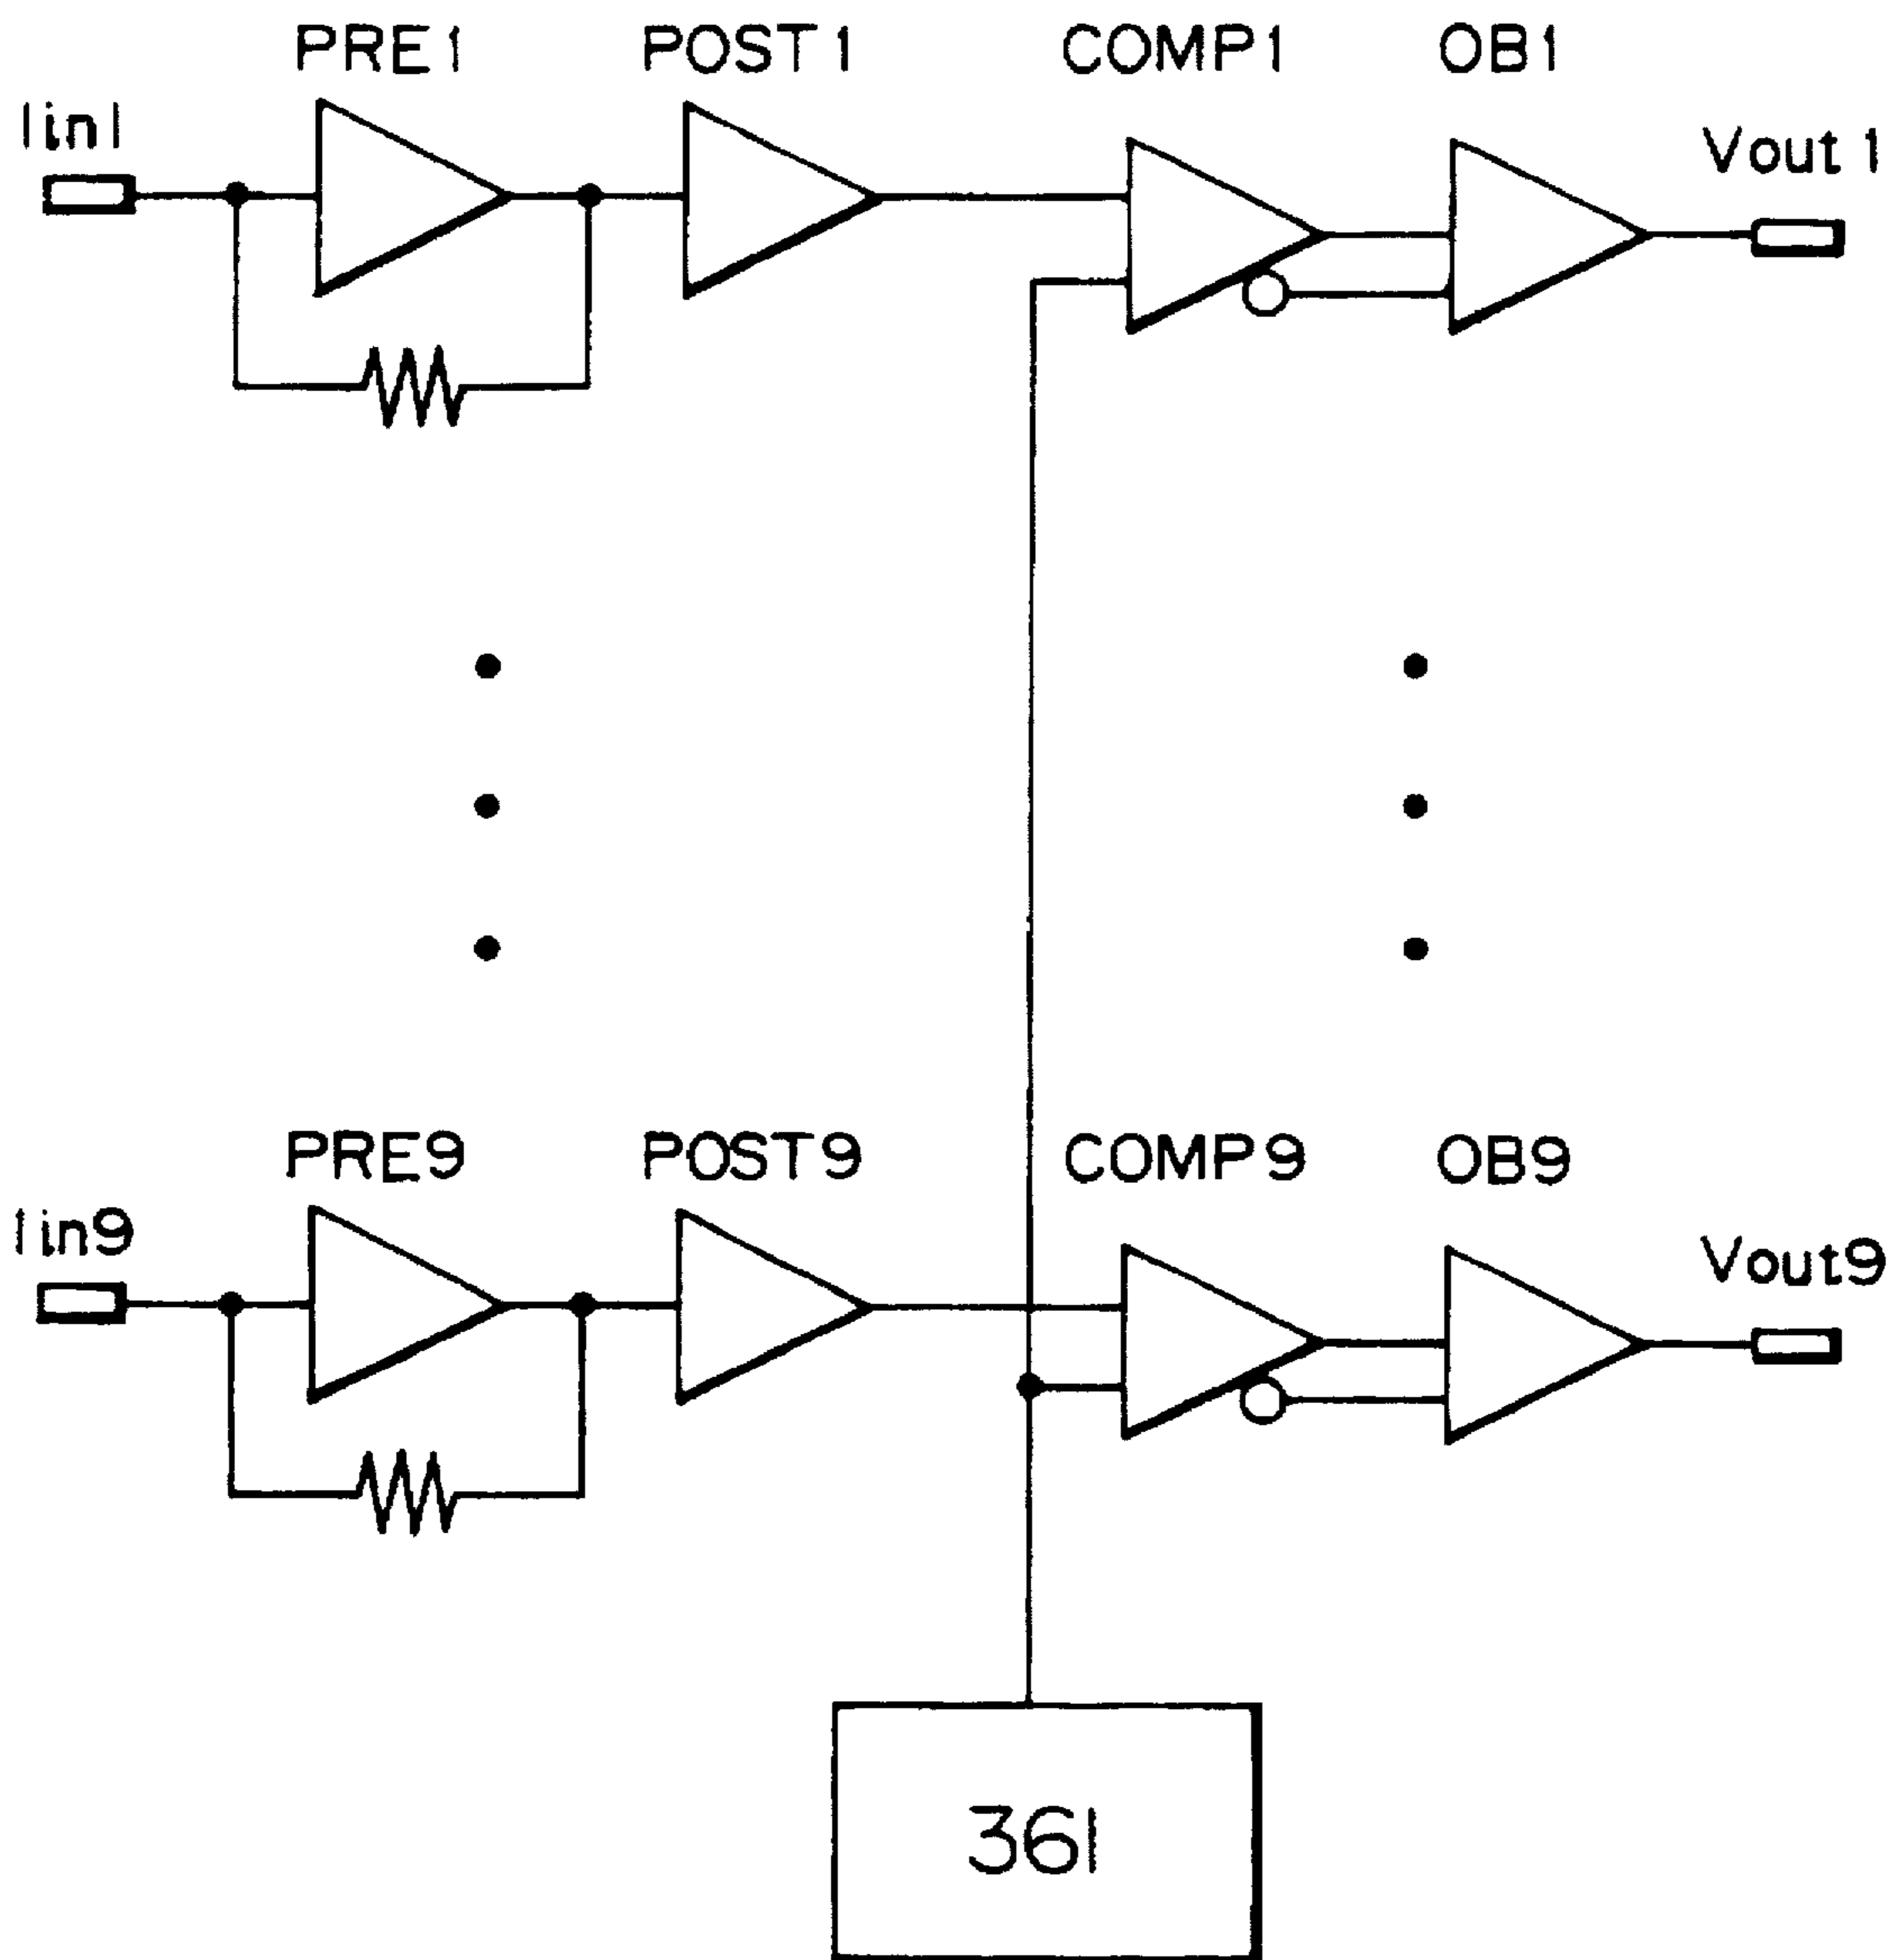 PRE1 POST1 COMP1 OB1
Iin1 Vout1
PRE9 POST9 COMP9 OB9
Iin9 Vout9
361